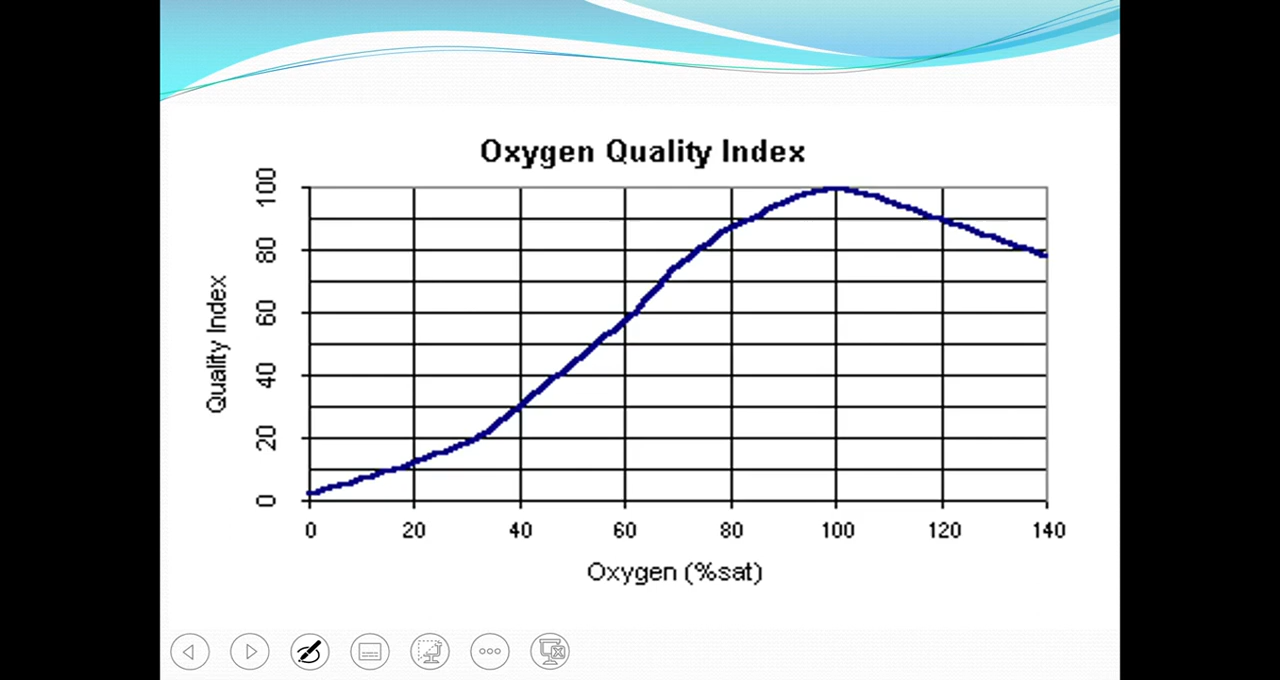 Oxygen Quality Index
Quality Index
100
80
60
40
20
0
0 20 40 60 80 100 120 140
Oxygen (%sat)